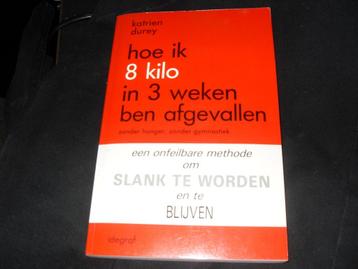 katrien
durey
hoe ik
8 kilo
in 3 weken
ben afgevallen
zonder honger, zonder gymnastiek
een onfeilbare methode
om
SLANK TE WORDEN
en te
BLIJVEN
idegraf